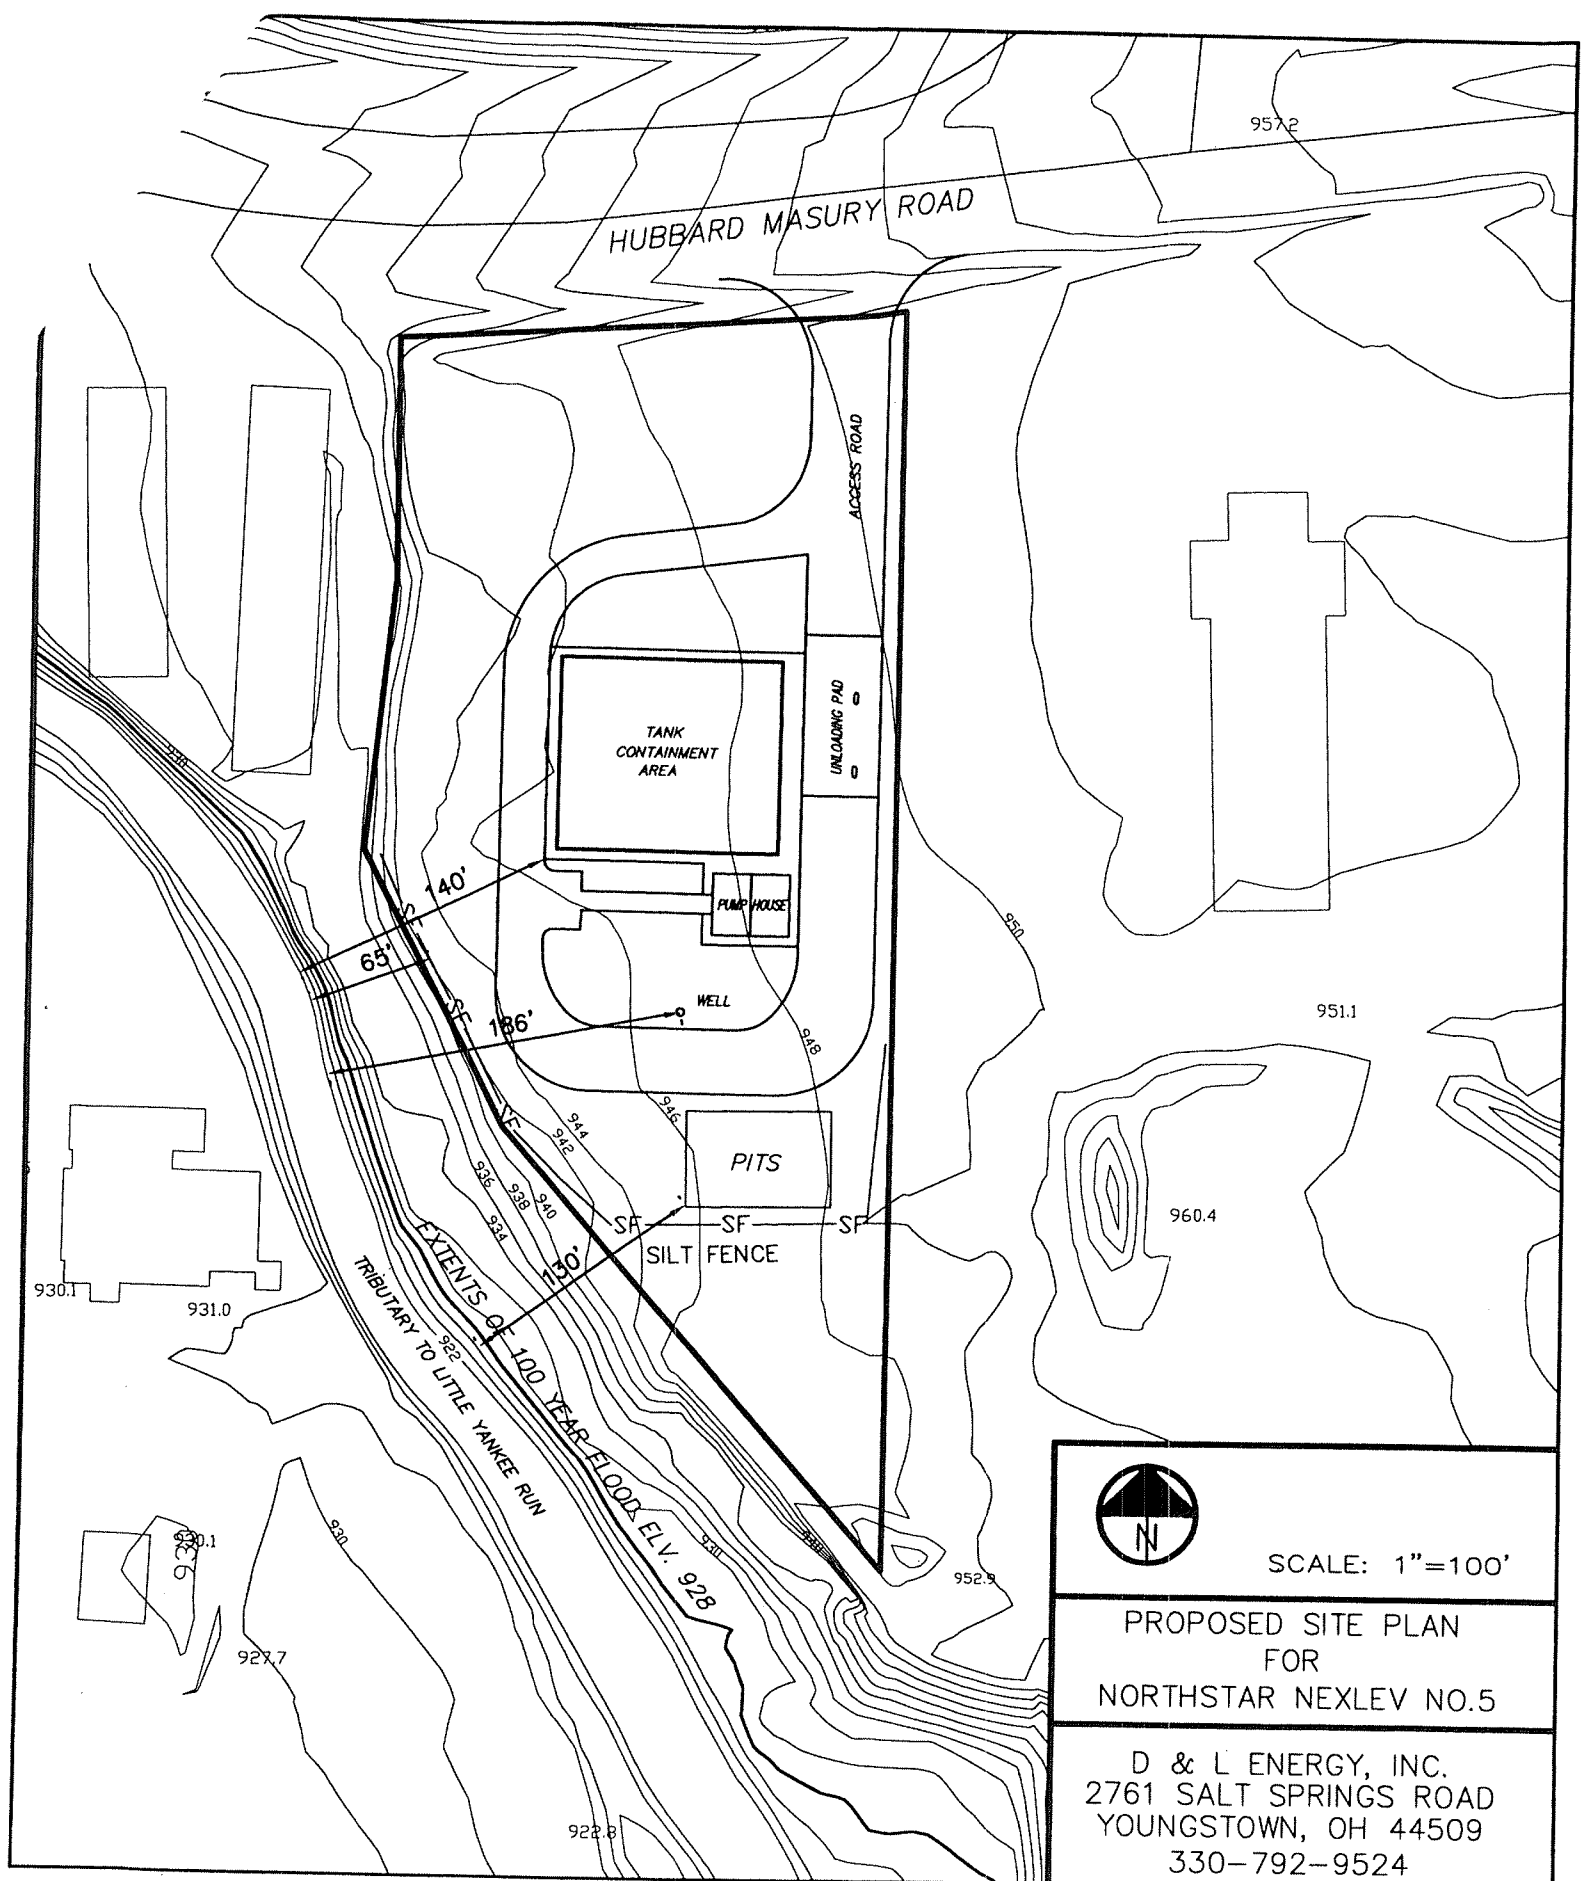 957.2
HUBBARD MASURY ROAD
ACCESS ROAD
TANK
CONTAINMENT
AREA
UNLOADING PAD
930
140'
SF
65'
PUMP HOUSE
950
SF
186'
WELL
951.1
948
946
944
942
SF
PITS
936
938
940
934
960.4
SF
SF
SF
SILT FENCE
130'
930.1
931.0
EXTENTS OF 100 YEAR FLOOD ELV. 928
TRIBUTARY TO LITTLE YANKEE RUN
922
930
930
930.1
952.9
927.7
922.8
N
SCALE: 1"=100'
PROPOSED SITE PLAN
FOR
NORTHSTAR NEXLEV NO.5
D & L ENERGY, INC.
2761 SALT SPRINGS ROAD
YOUNGSTOWN, OH 44509
330-792-9524